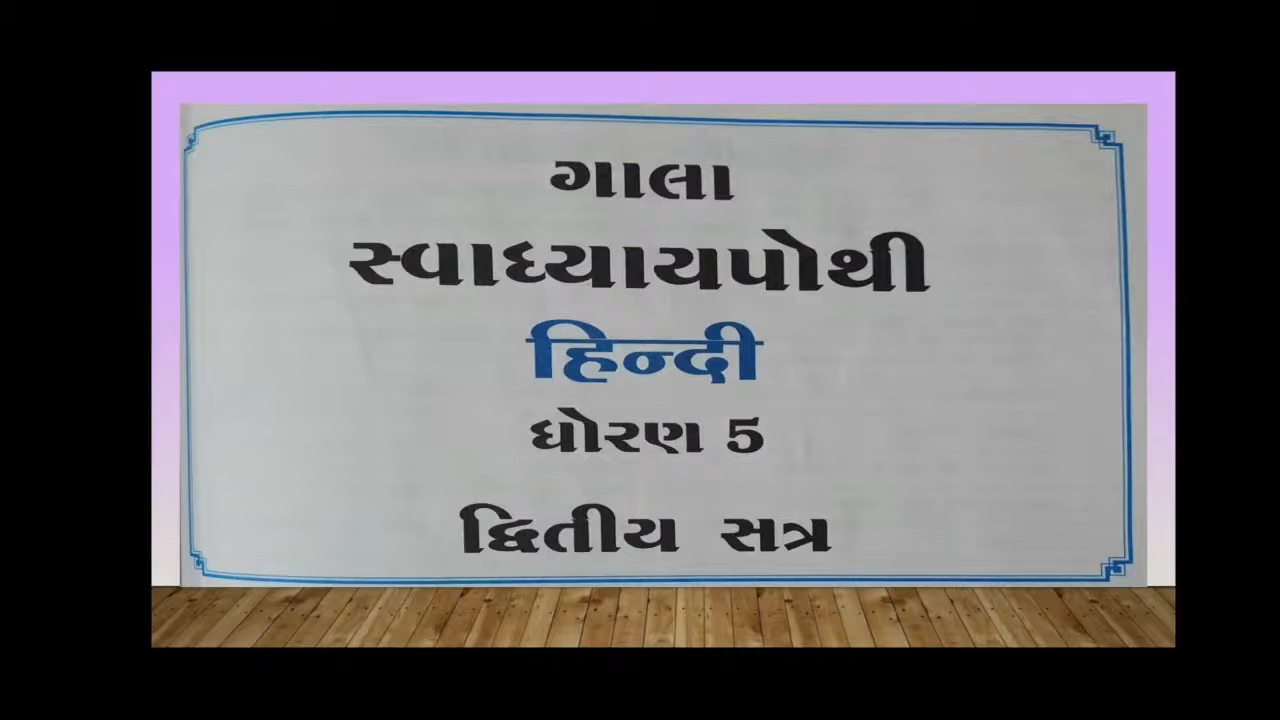 ગાલા
સ્વાધ્યાયપોથી
हिन्दी
ધોરણ 5
દ્વિતીય સત્ર